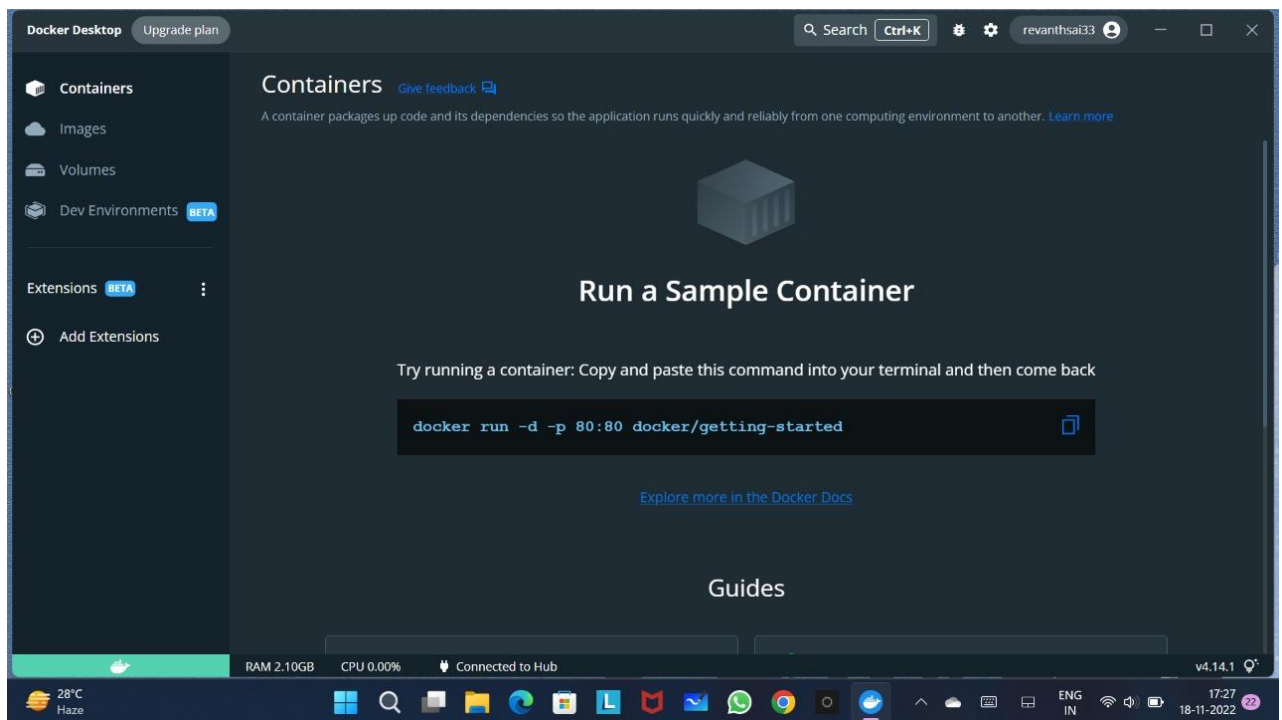 Docker Desktop Upgrade plan Search Ctrl+K revanthsai33
Containers
Images
Volumes
Dev Environments BETA
Extensions BETA
Add Extensions
Containers Give feedback
A container packages up code and its dependencies so the application runs quickly and reliably from one computing environment to another. Learn more
Run a Sample Container
Try running a container: Copy and paste this command into your terminal and then come back
docker run -d -p 80:80 docker/getting-started
Explore more in the Docker Docs
Guides
RAM 2.10GB CPU 0.00% Connected to Hub v4.14.1
28°C
Haze
L
ENG
IN
17:27
18-11-2022
22